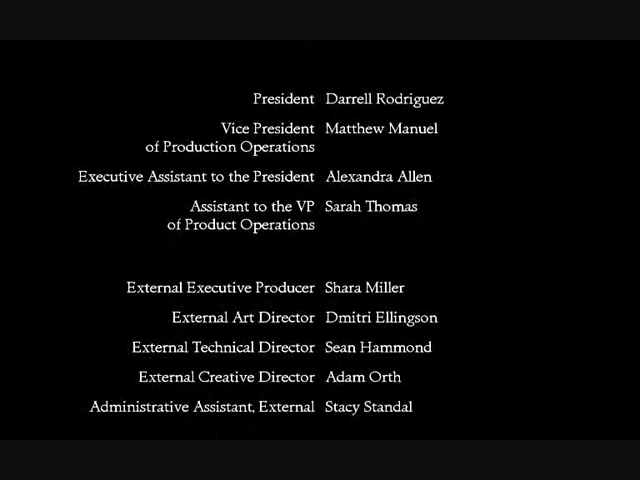 President Darrell Rodriguez
Vice President Matthew Manuel
of Production Operations
Executive Assistant to the President Alexandra Allen
Assistant to the VP Sarah Thomas
of Product Operations
External Executive Producer Shara Miller
External Art Director Dmitri Ellingson
External Technical Director Sean Hammond
External Creative Director Adam Orth
Administrative Assistant, External Stacy Standal